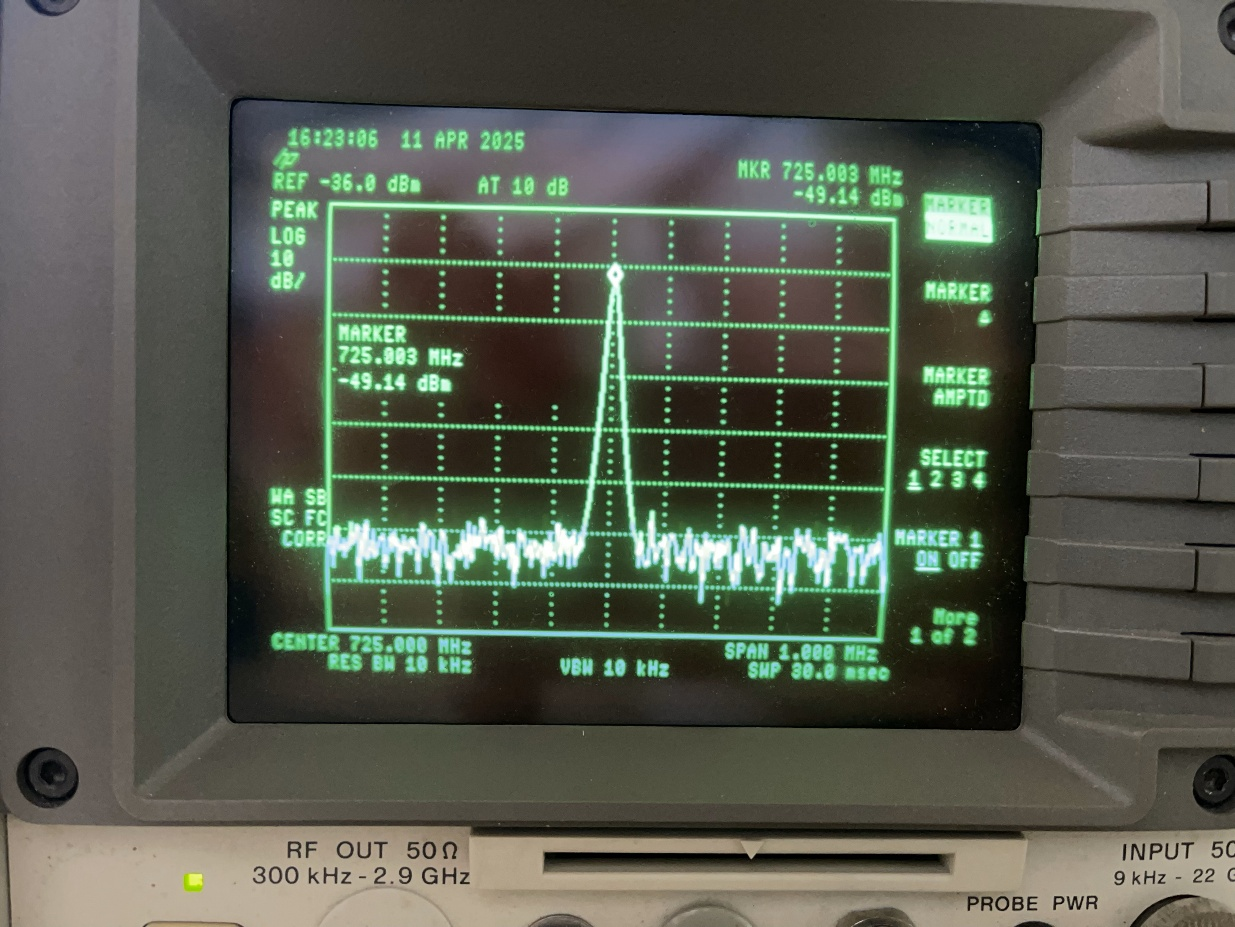 16:23:06 11 APR 2025
hp
REF -36.0 dBm AT 10 dB
MKR 725.003 MHz
-49.14 dBm
PEAK
LOG
10
dB/
MARKER
725.003 MHz
-49.14 dBm
WA SB
SC FC
CORR
CENTER 725.000 MHz
RES BW 10 kHz
VBW 10 kHz
SPAN 1.000 MHz
SWP 30.0 msec
MARKER
NORMAL
MARKER
Δ
MARKER
AMPTD
SELECT
1 2 3 4
MARKER 1
ON OFF
More
1 of 2
RF OUT 50Ω
300 kHz - 2.9 GHz
INPUT 50
9 kHz - 22 G
PROBE PWR